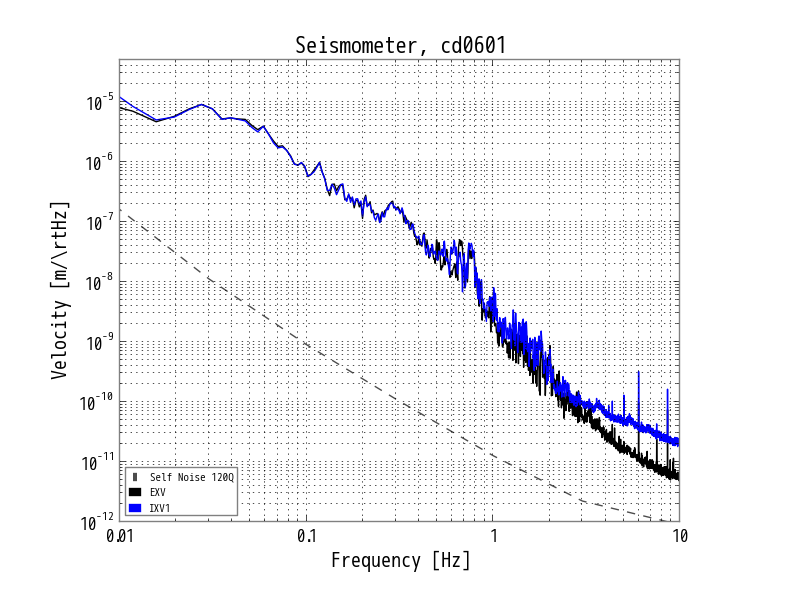 Seismometer, cd0601
Velocity [m/\rtHz]
10^-5
10^-6
10^-7
10^-8
10^-9
10^-10
10^-11
10^-12
Self Noise 120Q
EXV
IXV1
0.01
0.1
1
10
Frequency [Hz]